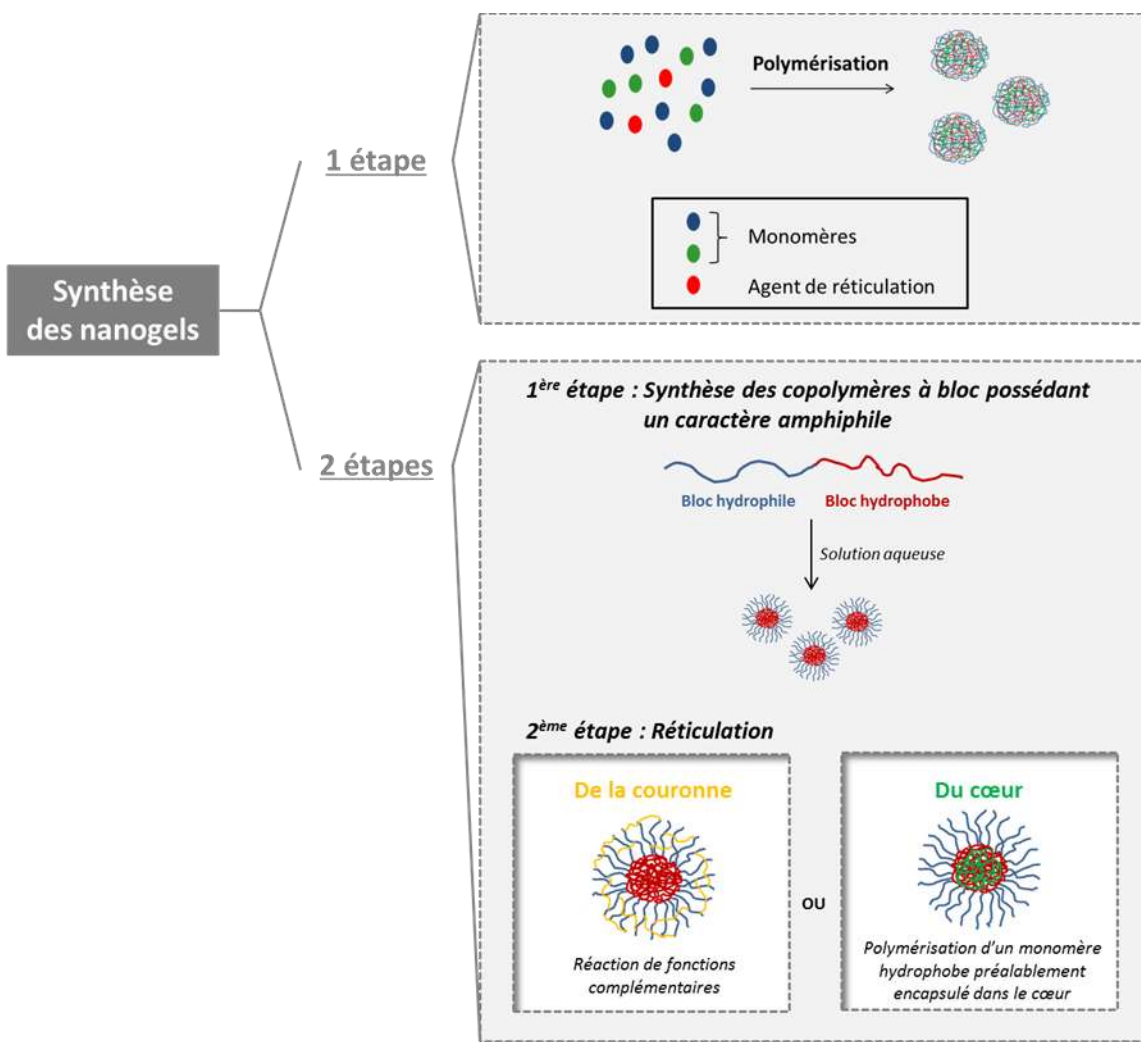 Synthèse
des nanogels
1 étape
Polymérisation
Monomères
Agent de réticulation
2 étapes
1ère étape : Synthèse des copolymères à bloc possédant
un caractère amphiphile
Bloc hydrophile
Bloc hydrophobe
Solution aqueuse
2ème étape : Réticulation
De la couronne
Réaction de fonctions
complémentaires
OU
Du cœur
Polymérisation d'un monomère
hydrophobe préalablement
encapsulé dans le cœur